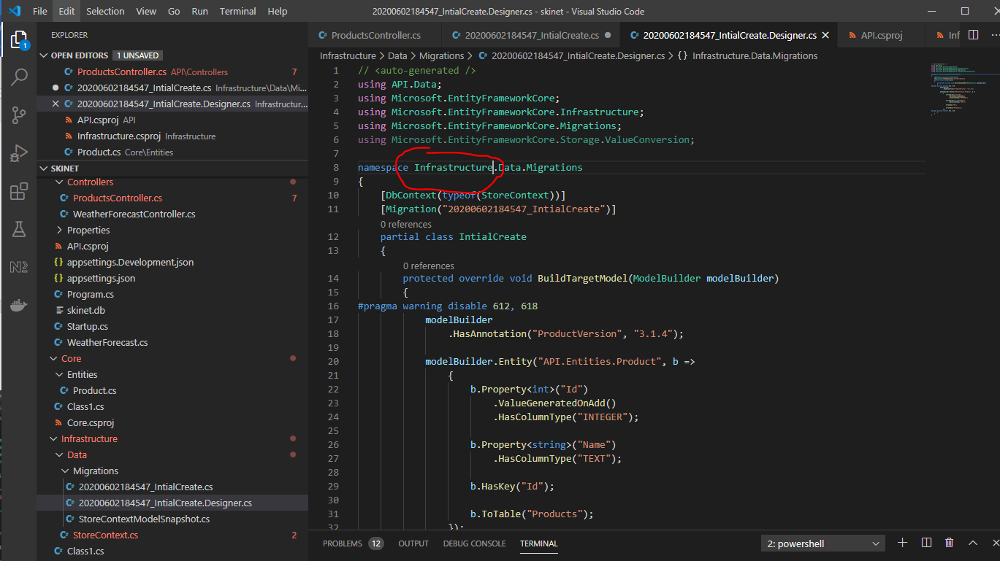 File Edit Selection View Go Run Terminal Help 20200602184547_IntialCreate.Designer.cs - skinet - Visual Studio Code
EXPLORER
OPEN EDITORS 1 UNSAVED
ProductsController.cs API\Controllers 7
20200602184547_IntialCreate.cs Infrastructure\Data\Mi...
20200602184547_IntialCreate.Designer.cs Infrastructur...
API.csproj API
Infrastructure.csproj Infrastructure
Product.cs Core\Entities
SKINET
Controllers
ProductsController.cs 7
WeatherForecastController.cs
Properties
API.csproj
{} appsettings.Development.json
{} appsettings.json
Program.cs
skinet.db
Startup.cs
WeatherForecast.cs
Core
Entities
Product.cs
Class1.cs
Core.csproj
Infrastructure
Data
Migrations
20200602184547_IntialCreate.cs
20200602184547_IntialCreate.Designer.cs
StoreContextModelSnapshot.cs
StoreContext.cs 2
Class1.cs
1
ProductsController.cs 20200602184547_IntialCreate.cs 20200602184547_IntialCreate.Designer.cs API.csproj Inf
Infrastructure > Data > Migrations > 20200602184547_IntialCreate.Designer.cs > {} Infrastructure.Data.Migrations
1 // <auto-generated />
2 using API.Data;
3 using Microsoft.EntityFrameworkCore;
4 using Microsoft.EntityFrameworkCore.Infrastructure;
5 using Microsoft.EntityFrameworkCore.Migrations;
6 using Microsoft.EntityFrameworkCore.Storage.ValueConversion;
7
8 namespace Infrastructure.Data.Migrations
9 {
10 [DbContext(typeof(StoreContext))]
11 [Migration("20200602184547_IntialCreate")]
0 references
12 partial class IntialCreate
13 {
0 references
14 protected override void BuildTargetModel(ModelBuilder modelBuilder)
15 {
16 #pragma warning disable 612, 618
17 modelBuilder
18 .HasAnnotation("ProductVersion", "3.1.4");
19
20 modelBuilder.Entity("API.Entities.Product", b =>
21 {
22 b.Property<int>("Id")
23 .ValueGeneratedOnAdd()
24 .HasColumnType("INTEGER");
25
26 b.Property<string>("Name")
27 .HasColumnType("TEXT");
28
29 b.HasKey("Id");
30
31 b.ToTable("Products");
32 });
PROBLEMS 12 OUTPUT DEBUG CONSOLE TERMINAL 2: powershell